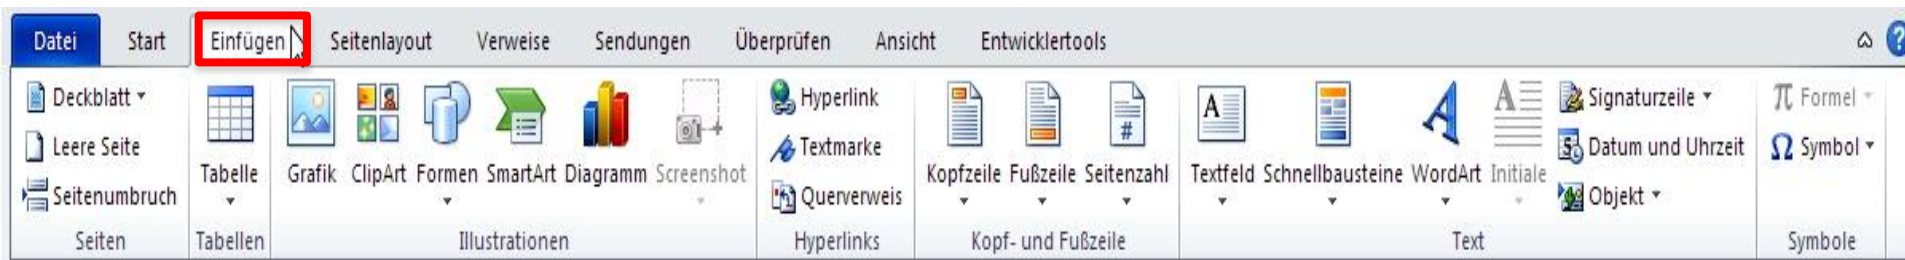 Datei Start Einfügen Seitenlayout Verweise Sendungen Überprüfen Ansicht Entwicklertools ?
Deckblatt
Leere Seite
Seitenumbruch
Seiten
Tabelle
Tabellen
Grafik ClipArt Formen SmartArt Diagramm Screenshot
Illustrationen
Hyperlink
Textmarke
Querverweis
Hyperlinks
#
Kopfzeile Fußzeile Seitenzahl
Kopf- und Fußzeile
A A A
Textfeld Schnellbausteine WordArt Initiale
Signaturzeile
5 Datum und Uhrzeit
Objekt
Text
π Formel
Ω Symbol
Symbole